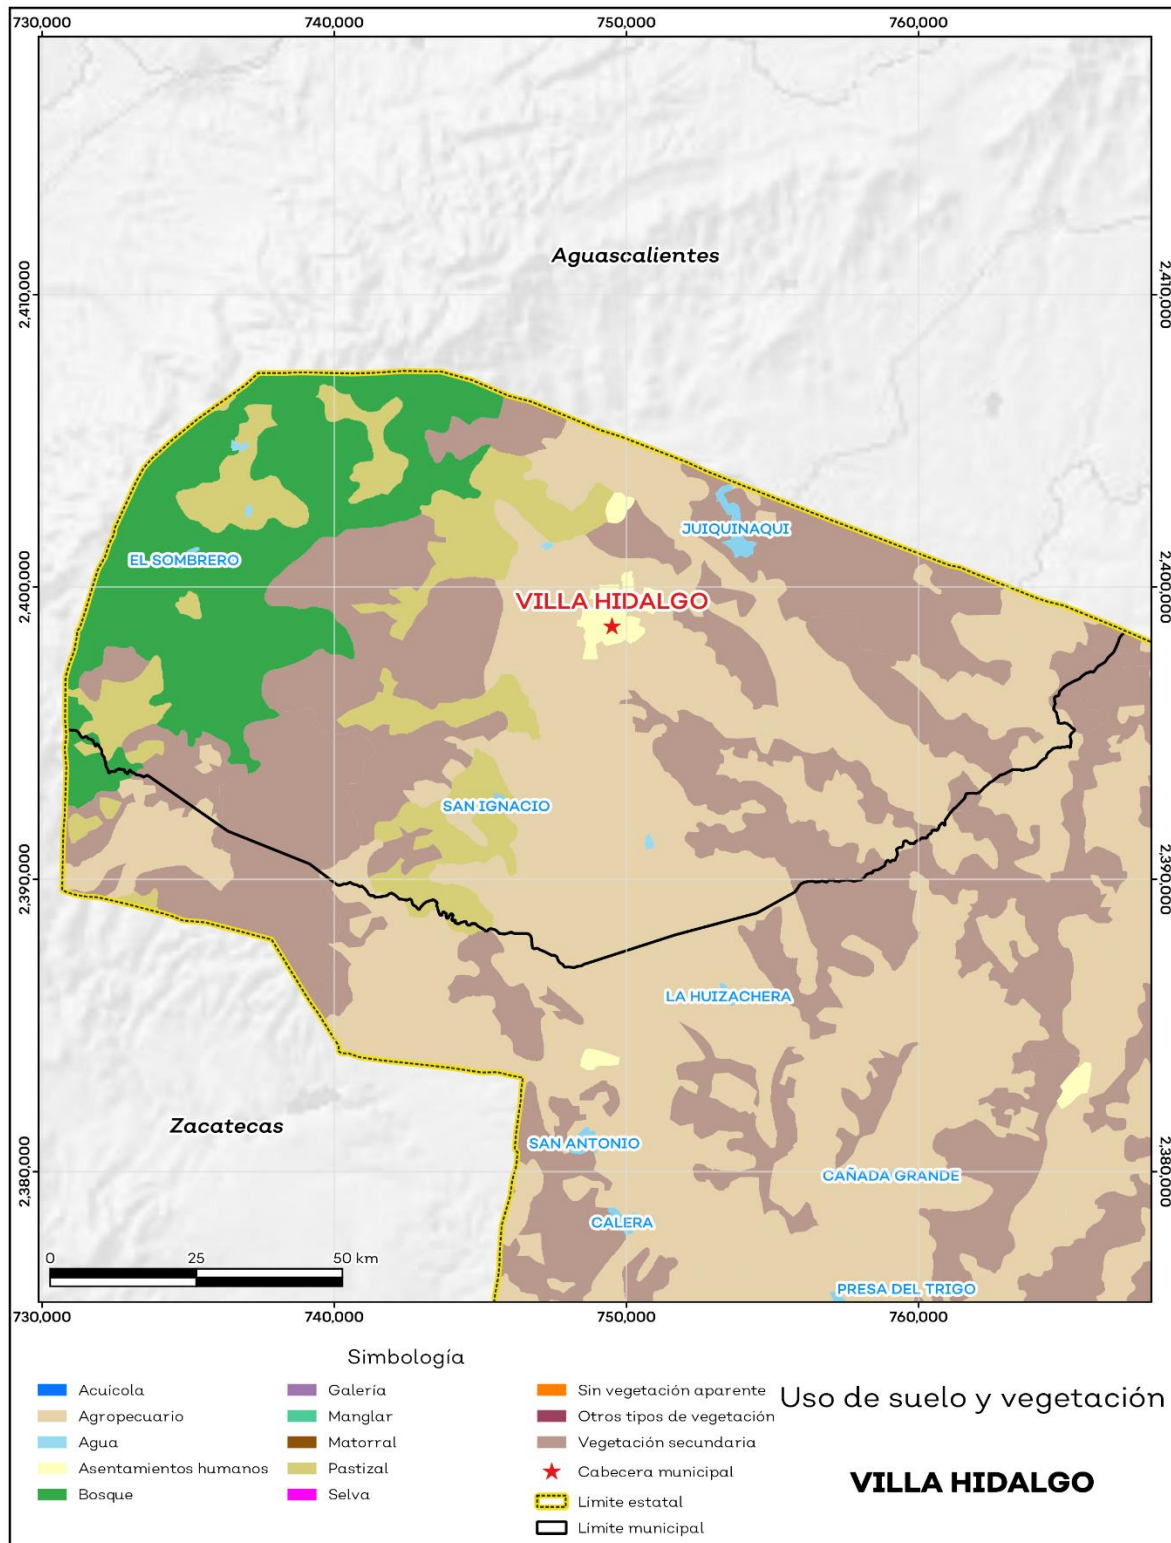 730,000 740,000 750,000 760,000
Aguascalientes
2,410,000 2,410,000
JUIQUINAQUI
EL SOMBRERO
2,400,000 2,400,000
VILLA HIDALGO
SAN IGNACIO
2,390,000 2,390,000
LA HUIZACHERA
Zacatecas
SAN ANTONIO
2,380,000 2,380,000
CAÑADA GRANDE
CALERA
0 25 50 km
PRESA DEL TRIGO
730,000 740,000 750,000 760,000
Simbología
Acuícola
Agropecuario
Agua
Asentamientos humanos
Bosque
Galería
Manglar
Matorral
Pastizal
Selva
Sin vegetación aparente
Otros tipos de vegetación
Vegetación secundaria
Cabecera municipal
Límite estatal
Límite municipal
Uso de suelo y vegetación
VILLA HIDALGO